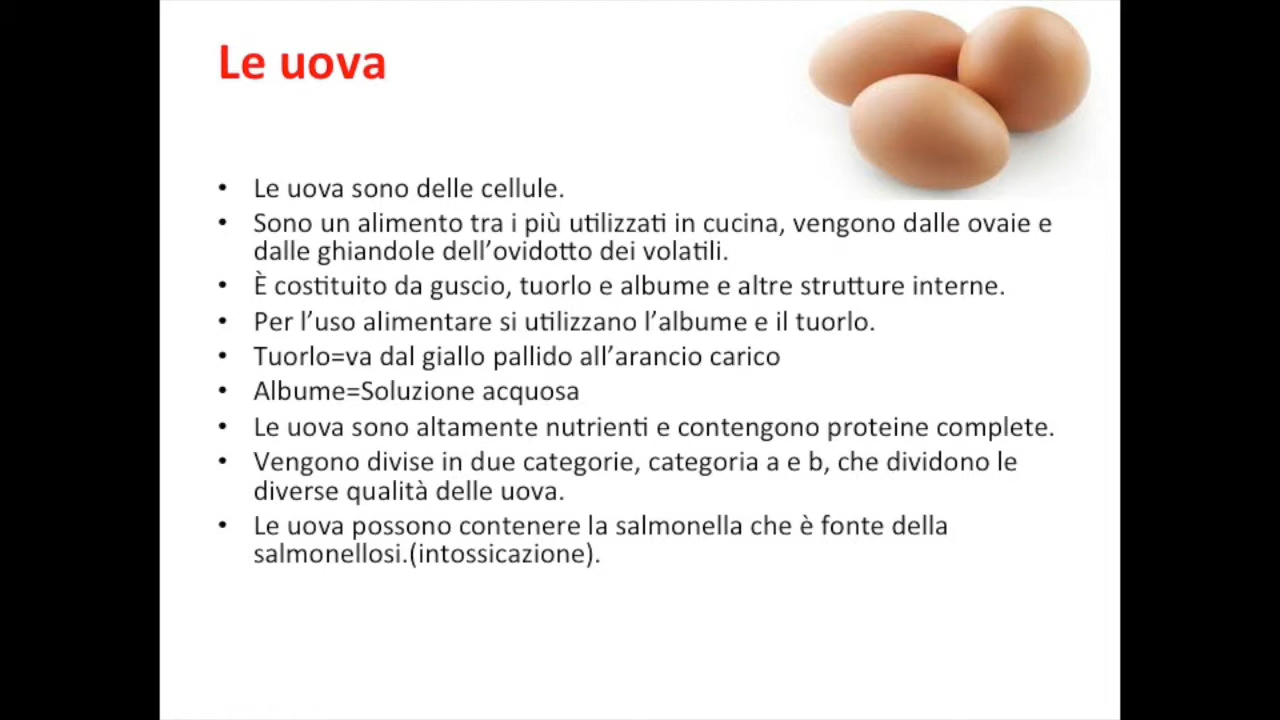 Le uova
• Le uova sono delle cellule.
• Sono un alimento tra i più utilizzati in cucina, vengono dalle ovaie e
dalle ghiandole dell’ovidotto dei volatili.
• È costituito da guscio, tuorlo e albume e altre strutture interne.
• Per l’uso alimentare si utilizzano l’albume e il tuorlo.
• Tuorlo=va dal giallo pallido all’arancio carico
• Albume=Soluzione acquosa
• Le uova sono altamente nutrienti e contengono proteine complete.
• Vengono divise in due categorie, categoria a e b, che dividono le
diverse qualità delle uova.
• Le uova possono contenere la salmonella che è fonte della
salmonellosi.(intossicazione).